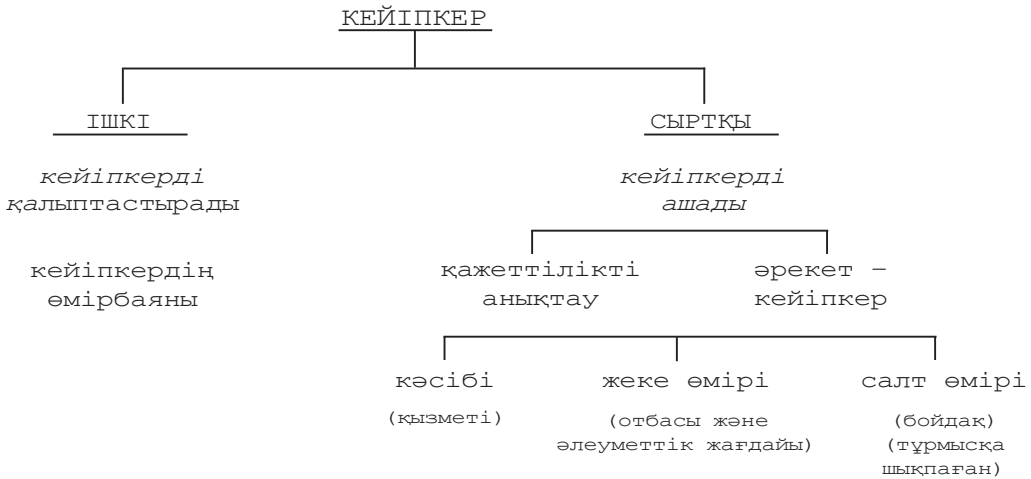 КЕЙІПКЕР
ІШКІ
СЫРТҚЫ
кейіпкерді
қалыптастырады
кейіпкерді
ашады
кейіпкердің
өмірбаяны
қажеттілікті
анықтау
әрекет –
кейіпкер
кәсібі
(қызметі)
жеке өмірі
(отбасы және
әлеуметтік жағдайы)
салт өмірі
(бойдақ)
(тұрмысқа
шықпаған)